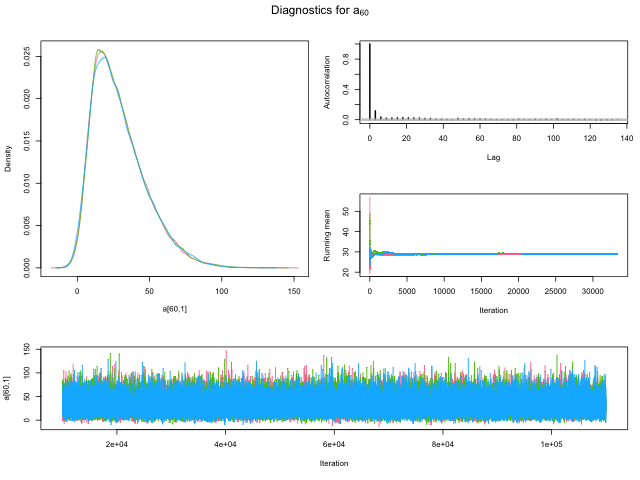 Diagnostics for a60
0.025
0.020
0.015
0.010
0.005
0.000
Density
0
50
100
150
a[60,1]
0.8
0.4
0.0
Autocorrelation
0
20
40
60
80
100
120
140
Lag
50
40
30
20
Running mean
0
5000
10000
15000
20000
25000
30000
Iteration
150
100
50
0
a[60,1]
2e+04
4e+04
6e+04
8e+04
1e+05
Iteration